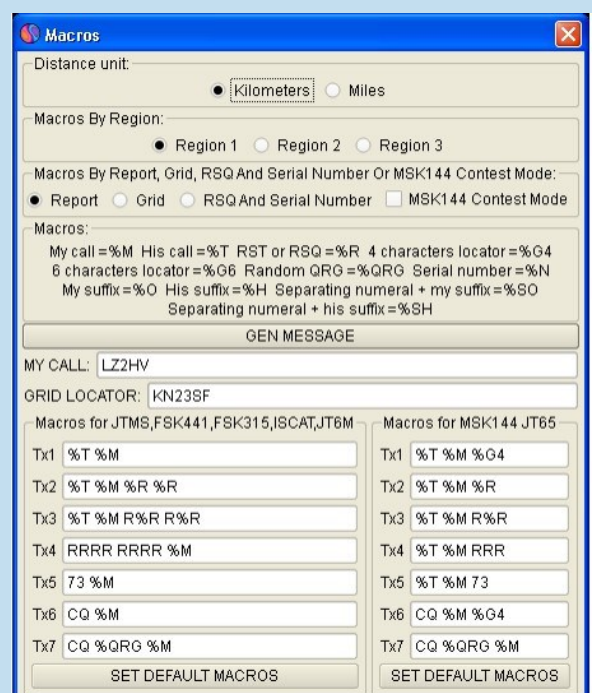 Macros
Distance unit:
Kilometers Miles
Macros By Region:
Region 1 Region 2 Region 3
Macros By Report, Grid, RSQ And Serial Number Or MSK144 Contest Mode:
Report Grid RSQ And Serial Number MSK144 Contest Mode
Macros:
My call=%M His call=%T RST or RSQ=%R 4 characters locator=%G4
6 characters locator=%G6 Random QRG=%QRG Serial number=%N
My suffix=%O His suffix=%H Separating numeral + my suffix=%SO
Separating numeral + his suffix=%SH
GEN MESSAGE
MY CALL: LZ2HV
GRID LOCATOR: KN23SF
Macros for JTMS,FSK441,FSK315,ISCAT,JT6M
Tx1 %T %M
Tx2 %T %M %R %R
Tx3 %T %M R%R R%R
Tx4 RRRR RRRR %M
Tx5 73 %M
Tx6 CQ %M
Tx7 CQ %QRG %M
SET DEFAULT MACROS
Macros for MSK144 JT65
Tx1 %T %M %G4
Tx2 %T %M %R
Tx3 %T %M R%R
Tx4 %T %M RRR
Tx5 %T %M 73
Tx6 CQ %M %G4
Tx7 CQ %QRG %M
SET DEFAULT MACROS